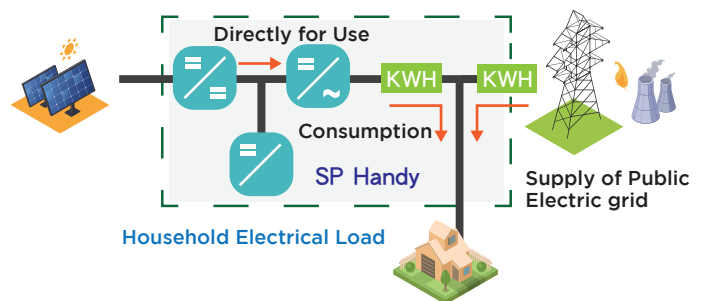 Directly for Use
KWH
KWH
Consumption
SP Handy
Supply of Public
Electric grid
Household Electrical Load